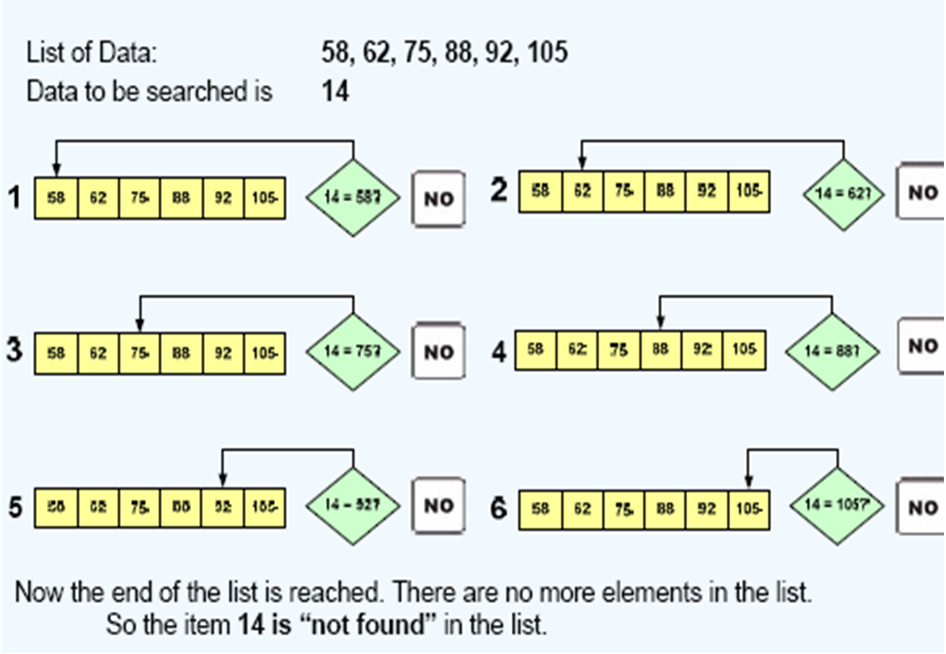 List of Data: 58, 62, 75, 88, 92, 105
Data to be searched is 14
1 58 62 75 88 92 105 14 = 58? NO
2 58 62 75 88 92 105 14 = 62? NO
3 58 62 75 88 92 105 14 = 75? NO
4 58 62 75 88 92 105 14 = 88? NO
5 58 62 75 88 92 105 14 = 92? NO
6 58 62 75 88 92 105 14 = 105? NO
Now the end of the list is reached. There are no more elements in the list.
So the item 14 is “not found” in the list.